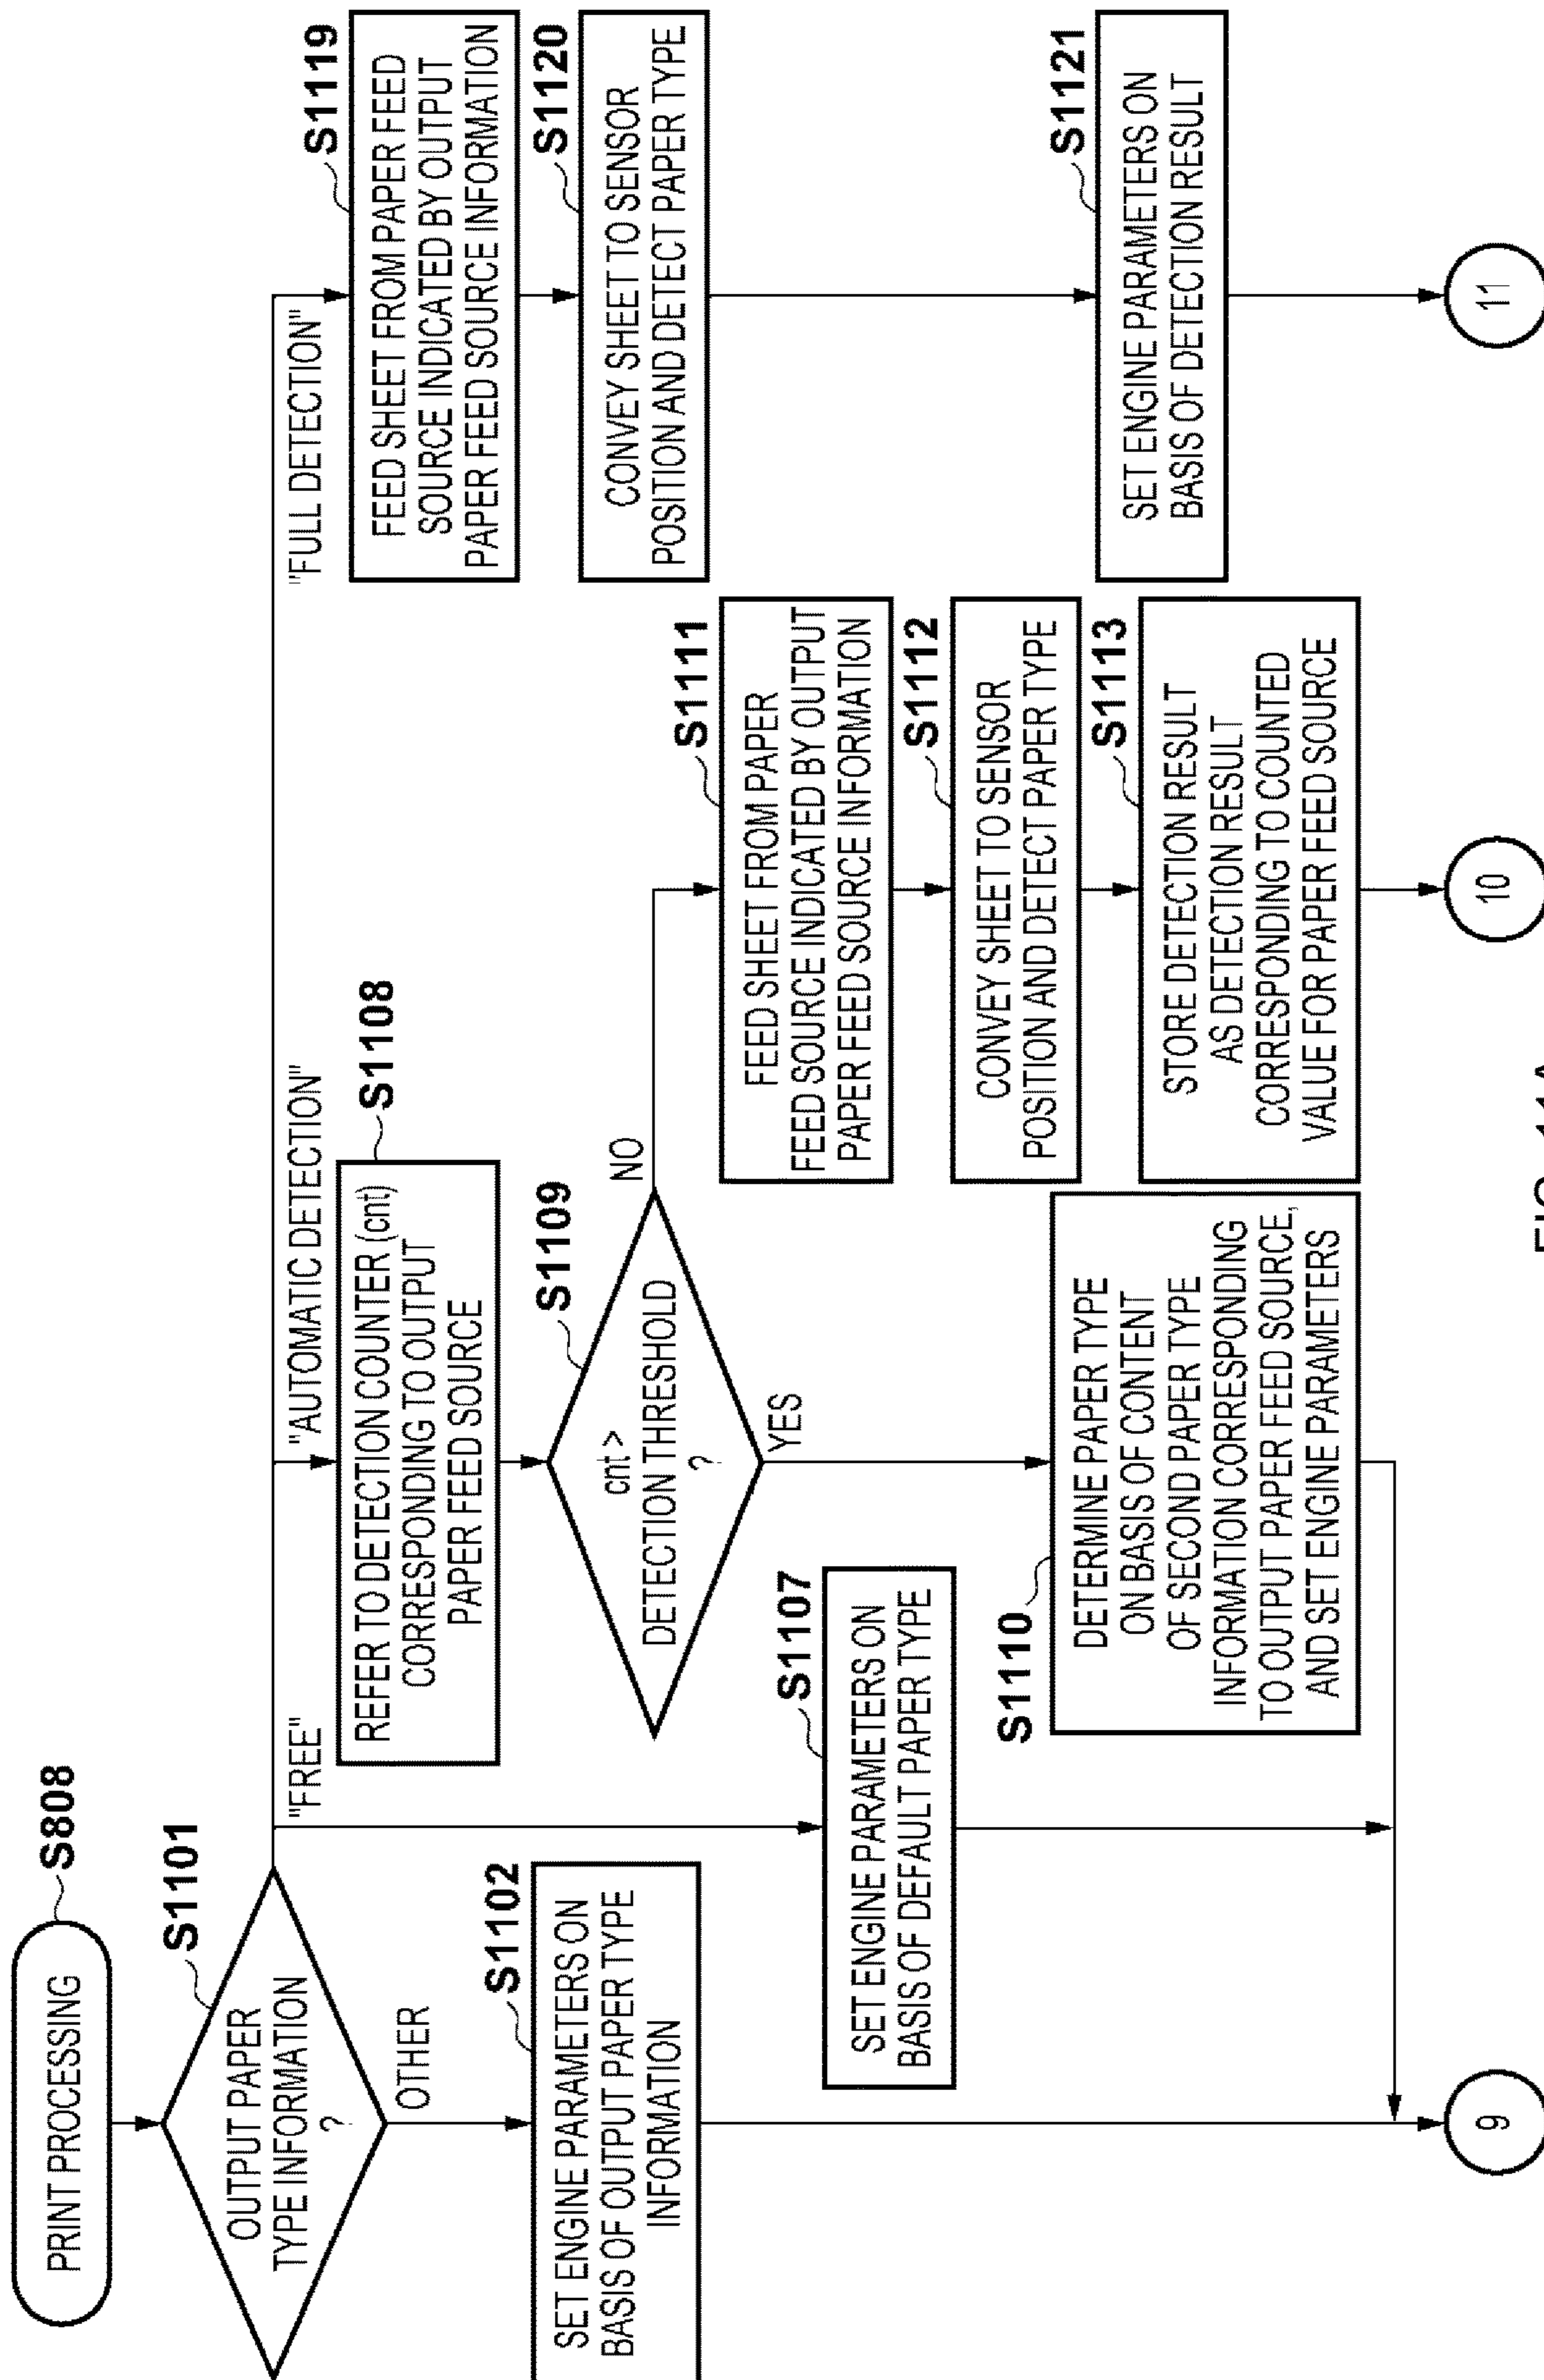 PRINT PROCESSING
S808
OUTPUT PAPER
TYPE INFORMATION
?
S1101
OTHER
"FREE"
"AUTOMATIC DETECTION"
"FULL DETECTION"
SET ENGINE PARAMETERS ON
BASIS OF OUTPUT PAPER TYPE
INFORMATION
S1102
SET ENGINE PARAMETERS ON
BASIS OF DEFAULT PAPER TYPE
S1107
REFER TO DETECTION COUNTER (cnt)
CORRESPONDING TO OUTPUT
PAPER FEED SOURCE
S1108
cnt >
DETECTION THRESHOLD
?
S1109
NO
YES
DETERMINE PAPER TYPE
ON BASIS OF CONTENT
OF SECOND PAPER TYPE
INFORMATION CORRESPONDING
TO OUTPUT PAPER FEED SOURCE,
AND SET ENGINE PARAMETERS
S1110
FEED SHEET FROM PAPER
FEED SOURCE INDICATED BY OUTPUT
PAPER FEED SOURCE INFORMATION
S1111
CONVEY SHEET TO SENSOR
POSITION AND DETECT PAPER TYPE
S1112
STORE DETECTION RESULT
AS DETECTION RESULT
CORRESPONDING TO COUNTED
VALUE FOR PAPER FEED SOURCE
S1113
FEED SHEET FROM PAPER FEED
SOURCE INDICATED BY OUTPUT
PAPER FEED SOURCE INFORMATION
S1119
CONVEY SHEET TO SENSOR
POSITION AND DETECT PAPER TYPE
S1120
SET ENGINE PARAMETERS ON
BASIS OF DETECTION RESULT
S1121
9
10
11
FIG. 11A